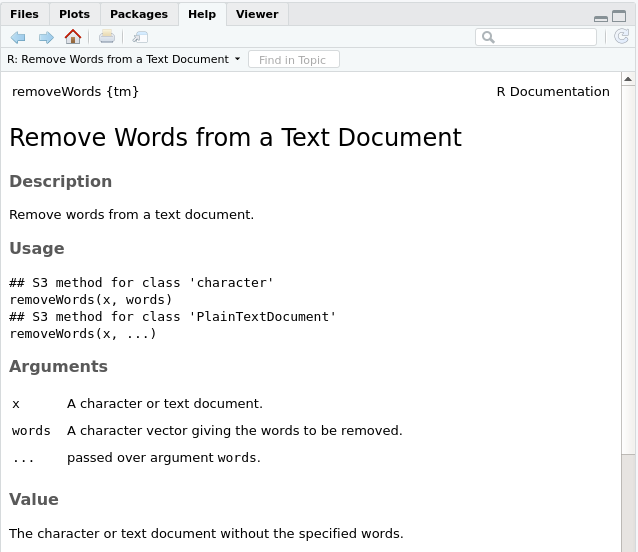 Files Plots Packages Help Viewer
R: Remove Words from a Text Document Find in Topic
removeWords {tm} R Documentation
Remove Words from a Text Document
Description
Remove words from a text document.
Usage
## S3 method for class 'character'
removeWords(x, words)
## S3 method for class 'PlainTextDocument'
removeWords(x, ...)
Arguments
x A character or text document.
words A character vector giving the words to be removed.
... passed over argument words.
Value
The character or text document without the specified words.